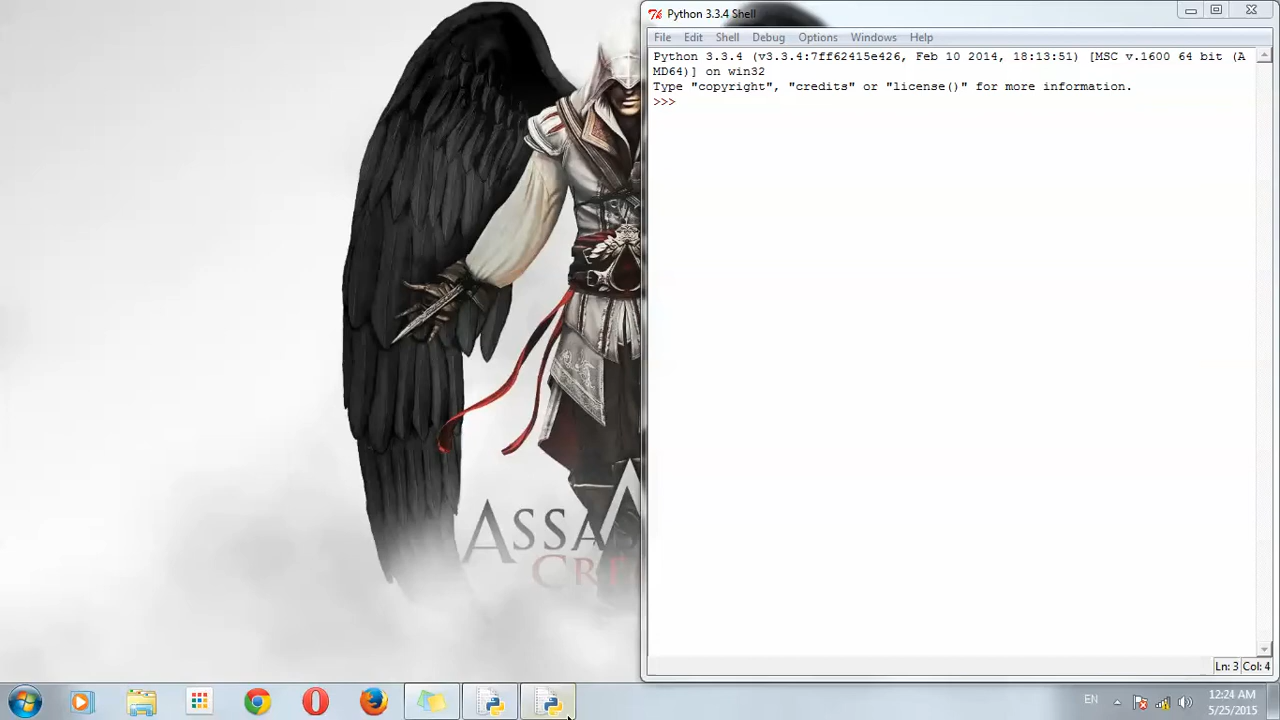 Python 3.3.4 Shell
File Edit Shell Debug Options Windows Help
Python 3.3.4 (v3.3.4:7ff62415e426, Feb 10 2014, 18:13:51) [MSC v.1600 64 bit (A
MD64)] on win32
Type "copyright", "credits" or "license()" for more information.
>>>
ASSA
CRE
Ln: 3 Col: 4
EN
12:24 AM
5/25/2015